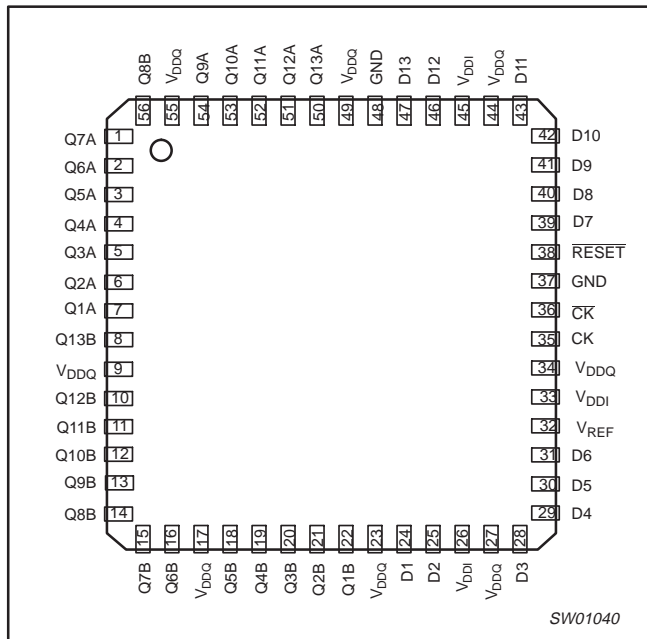 Q8B VDDQ Q9A Q10A Q11A Q12A Q13A VDDQ GND D13 D12 VDDI VDDQ D11
56 55 54 53 52 51 50 49 48 47 46 45 44 43
Q7A 1 42 D10
Q6A 2 41 D9
Q5A 3 40 D8
Q4A 4 39 D7
Q3A 5 38 RESET
Q2A 6 37 GND
Q1A 7 36 CK
Q13B 8 35 CK
VDDQ 9 34 VDDQ
Q12B 10 33 VDDI
Q11B 11 32 VREF
Q10B 12 31 D6
Q9B 13 30 D5
Q8B 14 29 D4
15 16 17 18 19 20 21 22 23 24 25 26 27 28
Q7B Q6B VDDQ Q5B Q4B Q3B Q2B Q1B VDDQ D1 D2 VDDI VDDQ D3
SW01040